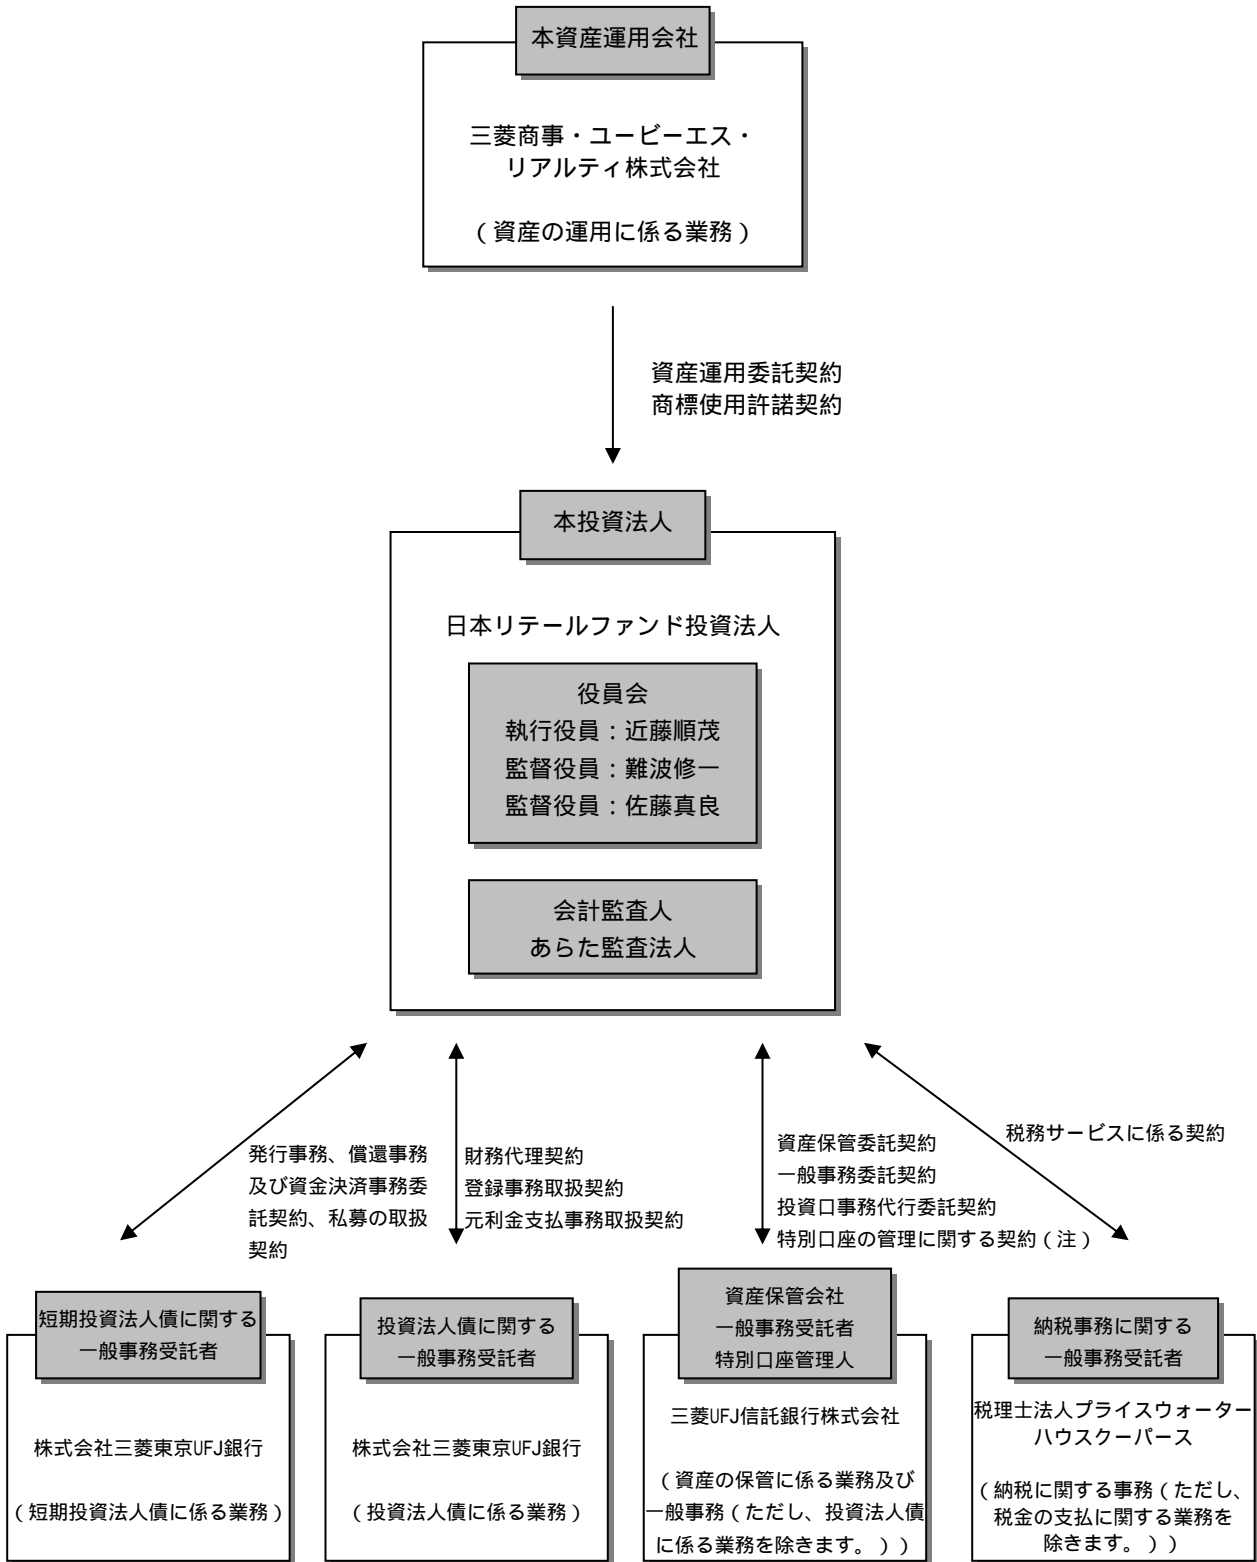 本資産運用会社
三菱商事・ユービーエス・
リアルティ株式会社
(資産の運用に係る業務)
資産運用委託契約
商標使用許諾契約
本投資法人
日本リテールファンド投資法人
役員会
執行役員：近藤順茂
監督役員：難波修一
監督役員：佐藤真良
会計監査人
あらた監査法人
発行事務、償還事務
及び資金決済事務委
託契約、私募の取扱
契約
財務代理契約
登録事務取扱契約
元利金支払事務取扱契約
資産保管委託契約
一般事務委託契約
投資口事務代行委託契約
特別口座の管理に関する契約(注)
税務サービスに係る契約
短期投資法人債に関する
一般事務受託者
株式会社三菱東京UFJ銀行
(短期投資法人債に係る業務)
投資法人債に関する
一般事務受託者
株式会社三菱東京UFJ銀行
(投資法人債に係る業務)
資産保管会社
一般事務受託者
特別口座管理人
三菱UFJ信託銀行株式会社
(資産の保管に係る業務及び
一般事務(ただし、投資法人債
に係る業務を除きます。))
納税事務に関する
一般事務受託者
税理士法人プライスウォーター
ハウスクーパース
(納税に関する事務(ただし、
税金の支払に関する業務を
除きます。))